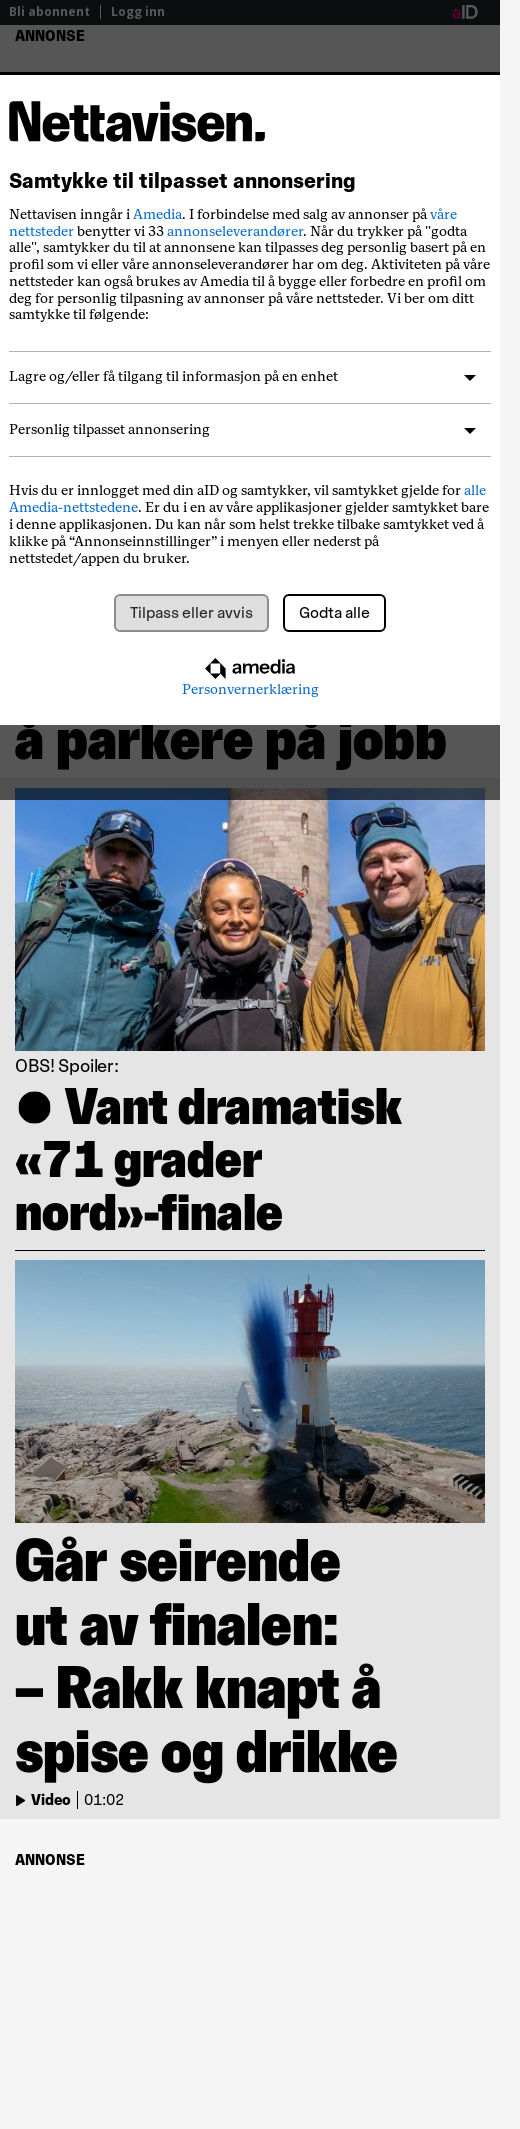 Bli abonnent | Logg inn aID
ANNONSE
Nettavisen.
Samtykke til tilpasset annonsering
Nettavisen inngår i Amedia. I forbindelse med salg av annonser på våre
nettsteder benytter vi 33 annonseleverandører. Når du trykker på "godta
alle", samtykker du til at annonsene kan tilpasses deg personlig basert på en
profil som vi eller våre annonseleverandører har om deg. Aktiviteten på våre
nettsteder kan også brukes av Amedia til å bygge eller forbedre en profil om
deg for personlig tilpasning av annonser på våre nettsteder. Vi ber om ditt
samtykke til følgende:
Lagre og/eller få tilgang til informasjon på en enhet
Personlig tilpasset annonsering
Hvis du er innlogget med din aID og samtykker, vil samtykket gjelde for alle
Amedia-nettstedene. Er du i en av våre applikasjoner gjelder samtykket bare
i denne applikasjonen. Du kan når som helst trekke tilbake samtykket ved å
klikke på “Annonseinnstillinger” i menyen eller nederst på
nettstedet/appen du bruker.
Tilpass eller avvis Godta alle
amedia
Personvernerklæring
å parkere på jobb
OBS! Spoiler:
● Vant dramatisk
«71 grader
nord»-finale
Går seirende
ut av finalen:
– Rakk knapt å
spise og drikke
Video | 01:02
ANNONSE